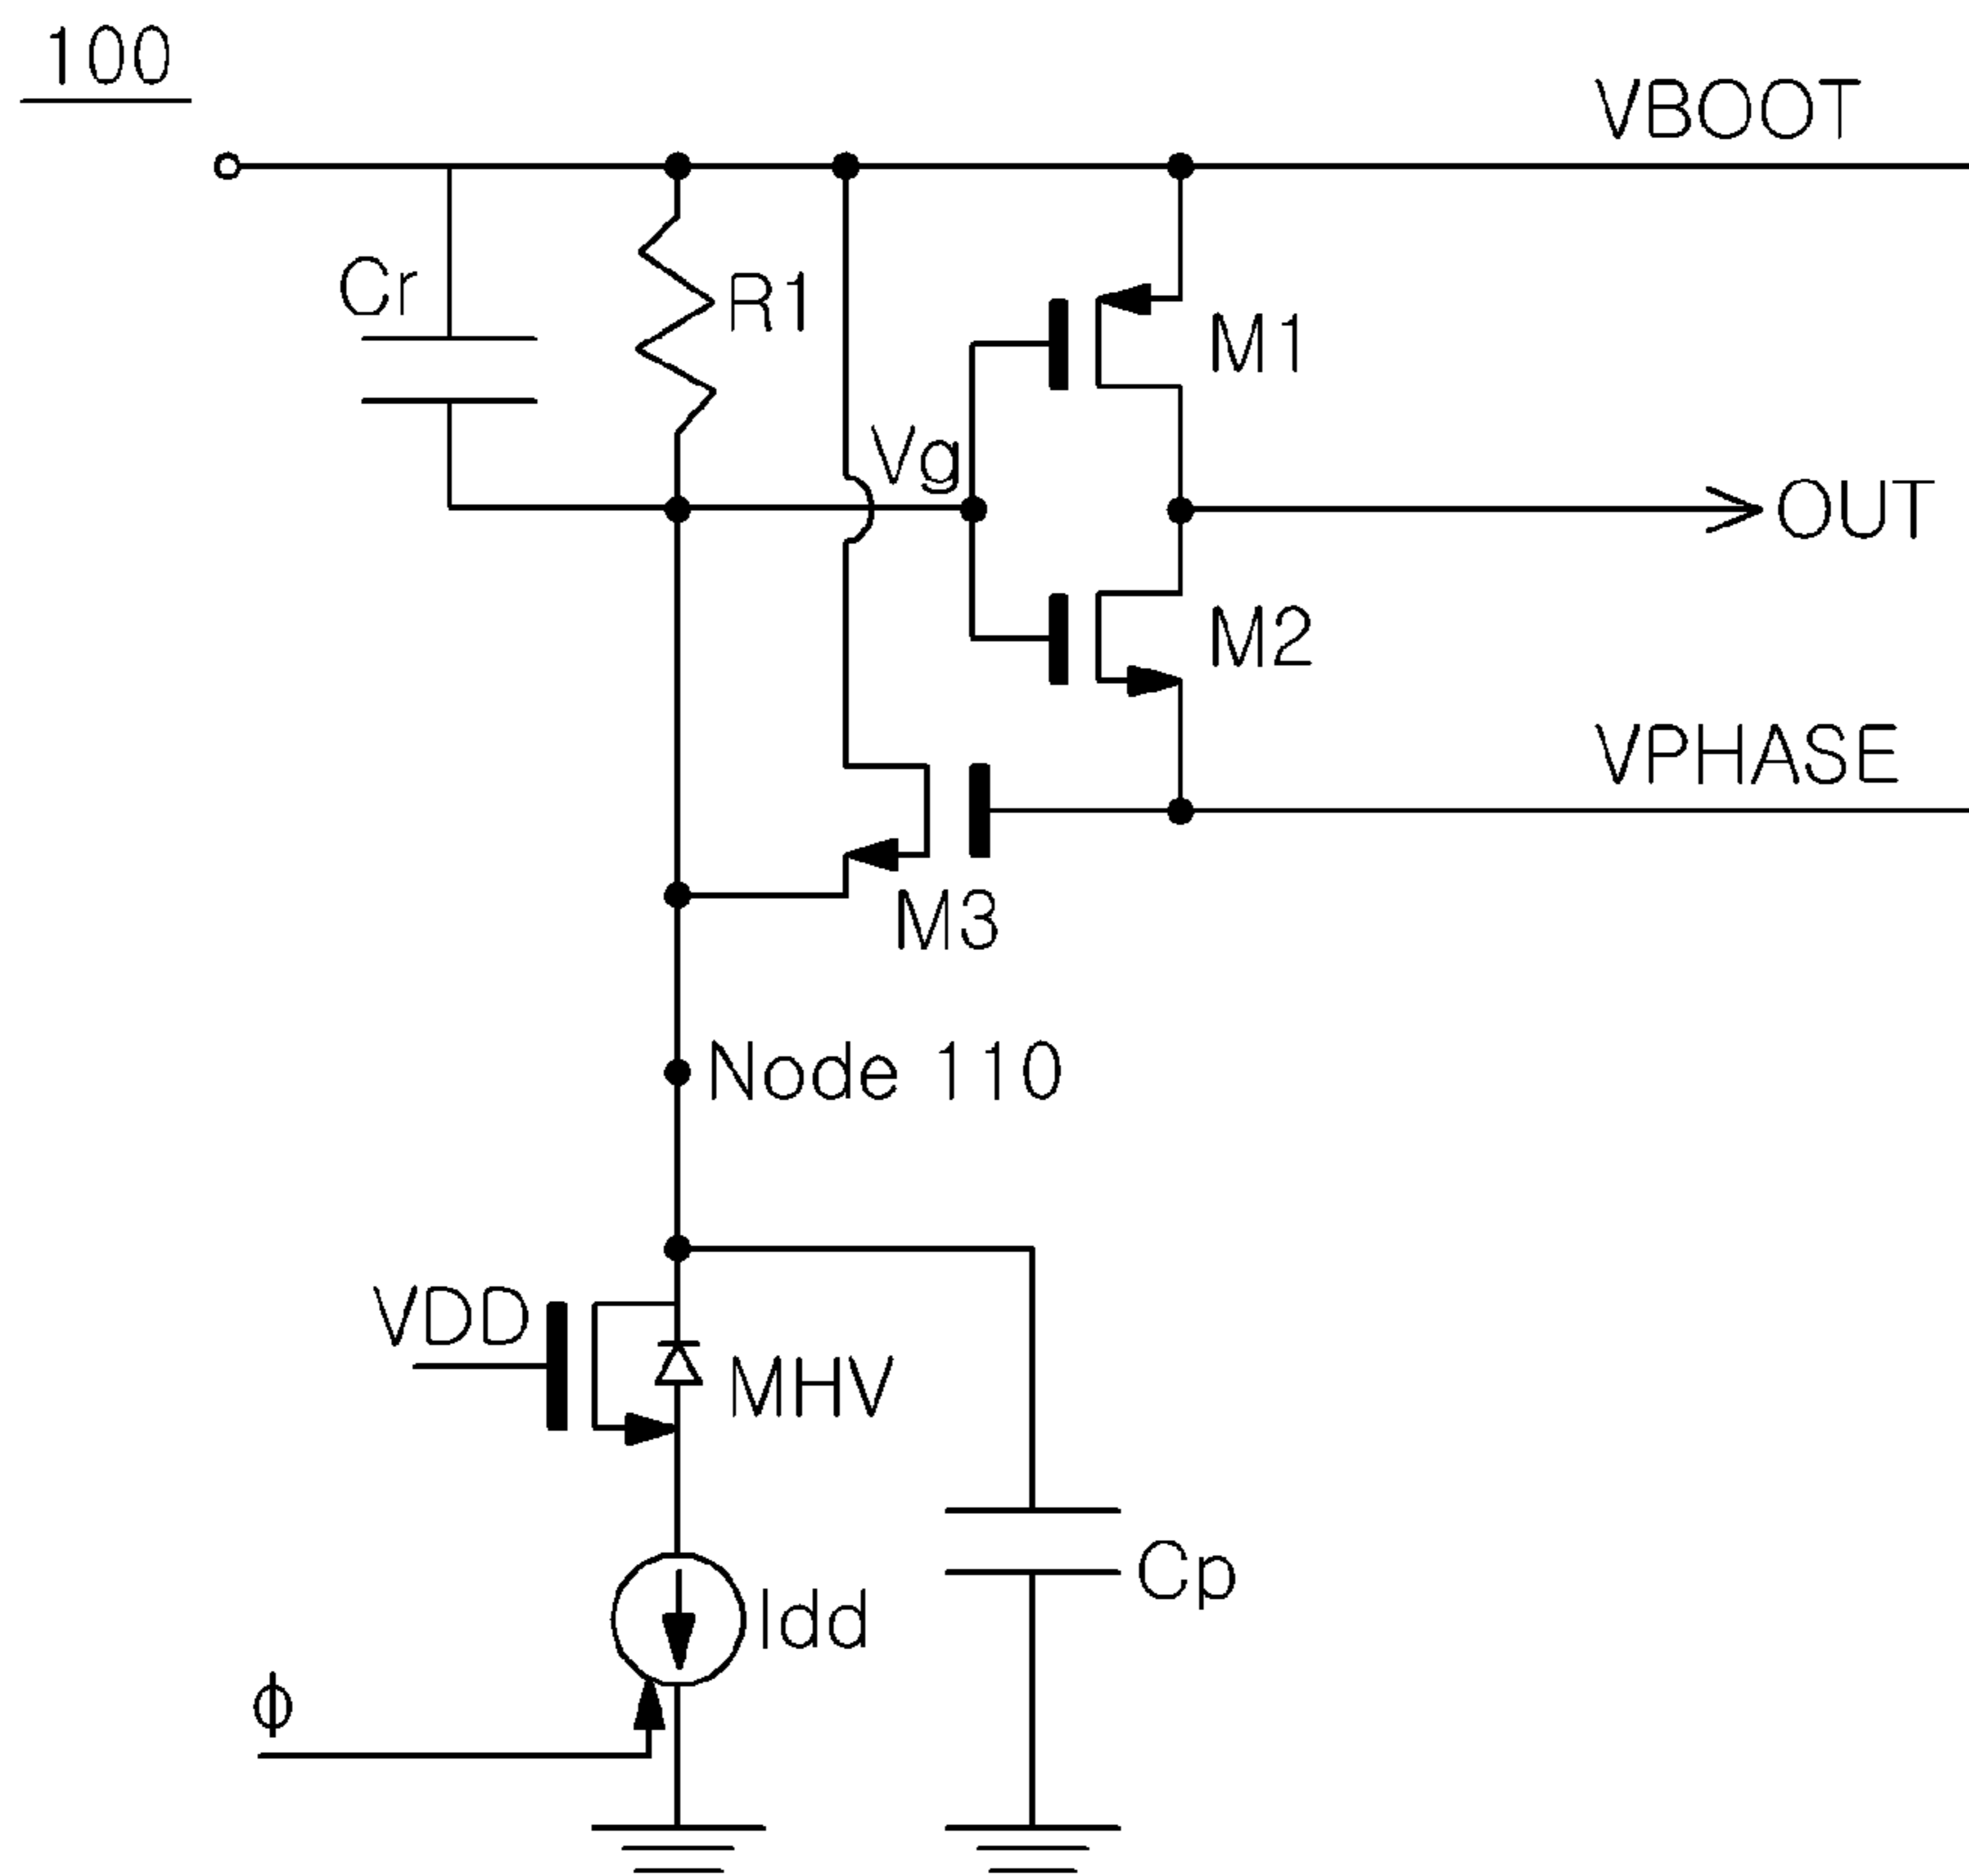 100
VBOOT
Cr
R1
M1
Vg
OUT
M2
VPHASE
M3
Node 110
VDD
MHV
Cp
Idd
ϕ